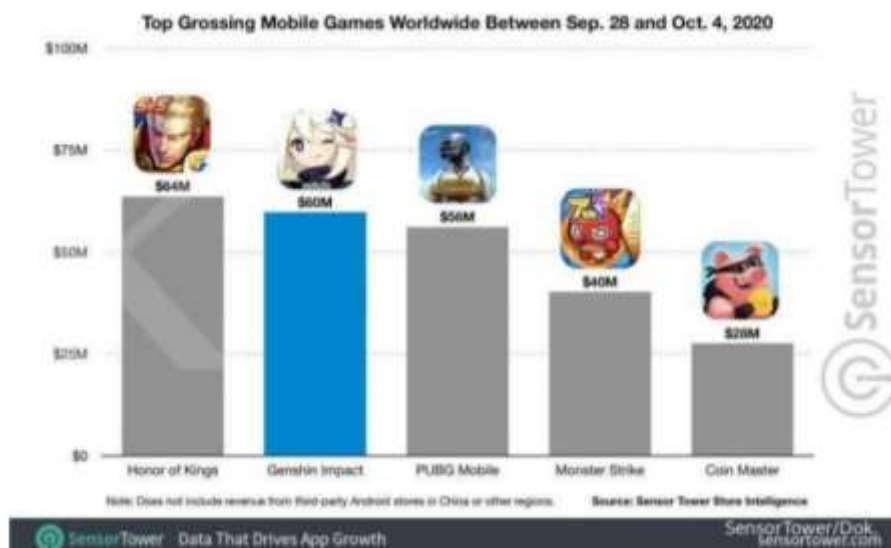 Top Grossing Mobile Games Worldwide Between Sep. 28 and Oct. 4, 2020
$100M
$75M
$50M
$25M
$0
$64M
$60M
$56M
$40M
$28M
Honor of Kings
Genshin Impact
PUBG Mobile
Monster Strike
Coin Master
Note: Does not include revenue from third-party Android stores in China or other regions.
Source: Sensor Tower Store Intelligence
SensorTower
SensorTower Data That Drives App Growth
SensorTower/Dok.
sensortower.com